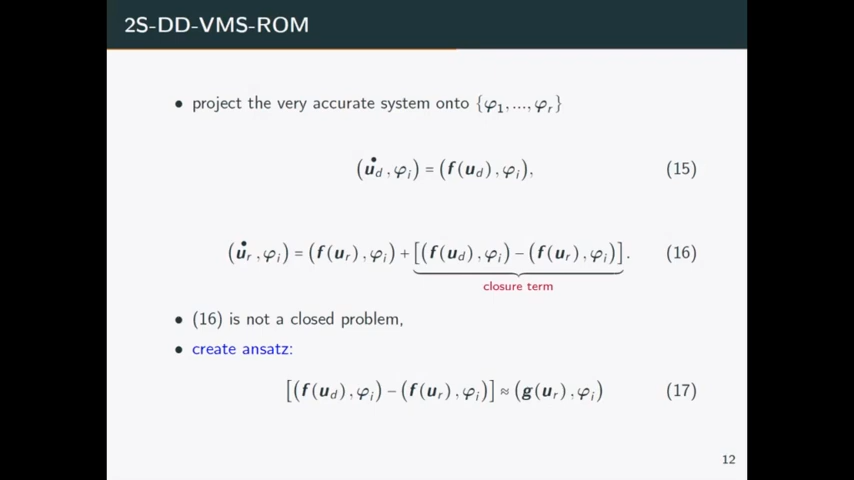 2S-DD-VMS-ROM
• project the very accurate system onto {φ₁,...,φᵣ}
(u̇_d , φᵢ) = (f(u_d) , φᵢ), (15)
(u̇ᵣ , φᵢ) = (f(uᵣ) , φᵢ) + [(f(u_d) , φᵢ) − (f(uᵣ) , φᵢ)]. (16)
closure term
• (16) is not a closed problem,
• create ansatz:
[(f(u_d) , φᵢ) − (f(uᵣ) , φᵢ)] ≈ (g(uᵣ) , φᵢ) (17)
12